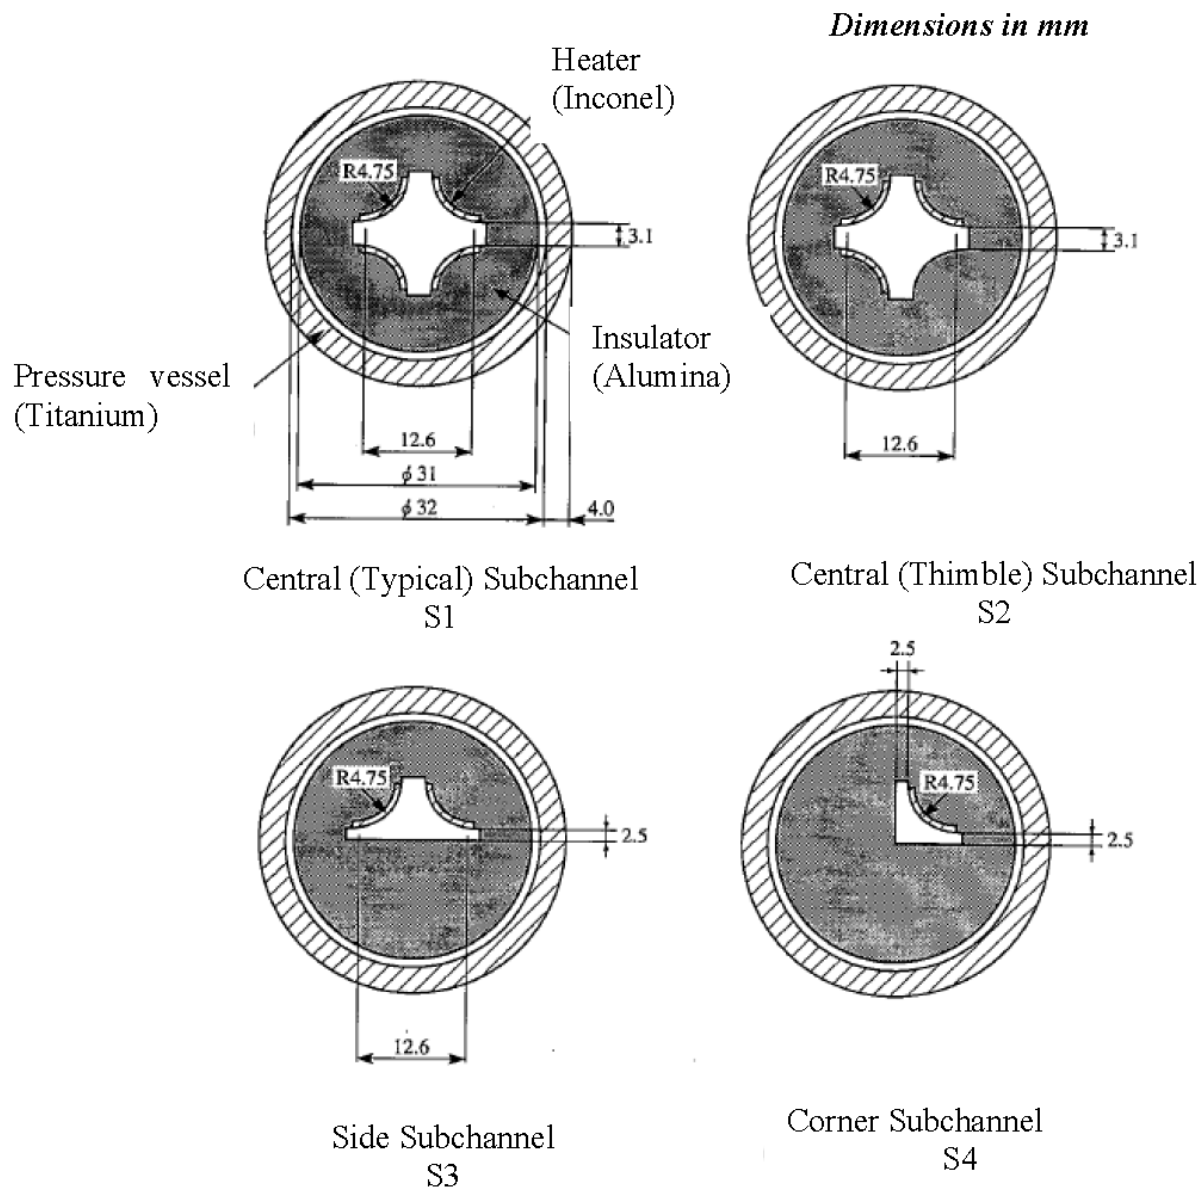 Dimensions in mm
Heater
(Inconel)
R4.75
3.1
R4.75
3.1
Insulator
(Alumina)
Pressure vessel
(Titanium)
12.6
ϕ31
ϕ32
4.0
12.6
Central (Typical) Subchannel
S1
Central (Thimble) Subchannel
S2
R4.75
2.5
12.6
2.5
R4.75
2.5
Side Subchannel
S3
Corner Subchannel
S4